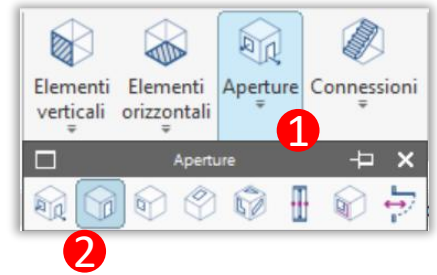 Elementi verticali
Elementi orizzontali
Aperture
Connessioni
1
Aperture
2